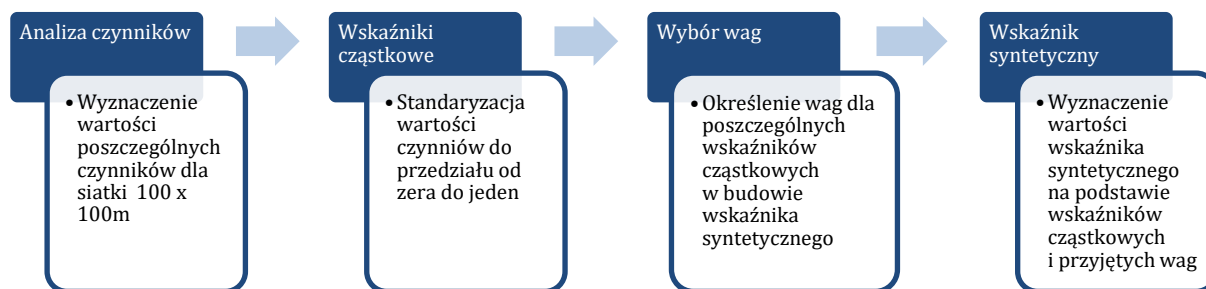 Analiza czynników
• Wyznaczenie
wartości
poszczególnych
czynników dla
siatki 100 x
100m
Wskaźniki
cząstkowe
• Standaryzacja
wartości
czynniów do
przedziału od
zera do jeden
Wybór wag
• Określenie wag dla
poszczególnych
wskaźników
cząstkowych
w budowie
wskaźnika
syntetycznego
Wskaźnik
syntetyczny
• Wyznaczenie
wartości
wskaźnika
syntetycznego
na podstawie
wskaźników
cząstkowych
i przyjętych wag